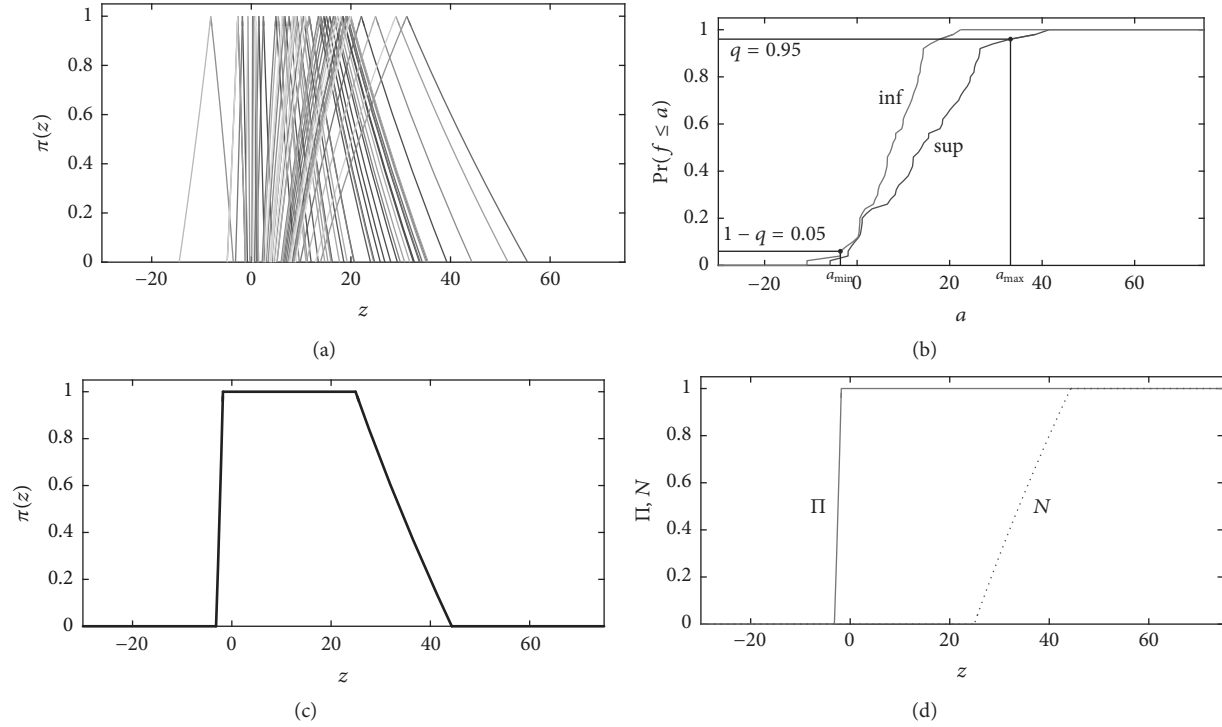 1
0.8
0.6
0.4
0.2
0
π(z)
−20 0 20 40 60
z
(a)
1
0.8
0.6
0.4
0.2
0
Pr(f ≤ a)
q = 0.95
inf
sup
1 − q = 0.05
a_min a_max
−20 0 20 40 60
a
(b)
1
0.8
0.6
0.4
0.2
0
π(z)
−20 0 20 40 60
z
(c)
1
0.8
0.6
0.4
0.2
0
Π, N
Π N
−20 0 20 40 60
z
(d)